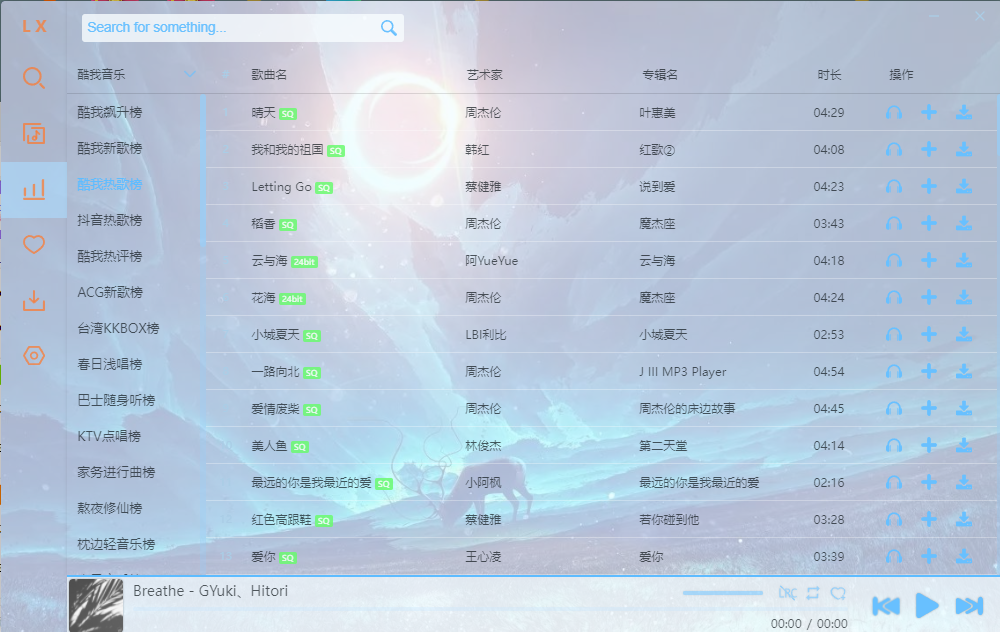 L X
Search for something...
酷我音乐
歌曲名 艺术家 专辑名 时长 操作
酷我飙升榜
酷我新歌榜
酷我热歌榜
抖音热歌榜
酷我热评榜
ACG新歌榜
台湾KKBOX榜
春日浅唱榜
巴士随身听榜
KTV点唱榜
家务进行曲榜
熬夜修仙榜
枕边轻音乐榜
晴天 SQ 周杰伦 叶惠美 04:29
我和我的祖国 SQ 韩红 红歌② 04:08
Letting Go SQ 蔡健雅 说到爱 04:23
稻香 SQ 周杰伦 魔杰座 03:43
云与海 24bit 阿YueYue 云与海 04:18
花海 24bit 周杰伦 魔杰座 04:24
小城夏天 SQ LBI利比 小城夏天 02:53
一路向北 SQ 周杰伦 J III MP3 Player 04:54
爱情废柴 SQ 周杰伦 周杰伦的床边故事 04:45
美人鱼 SQ 林俊杰 第二天堂 04:14
最远的你是我最近的爱 SQ 小阿枫 最远的你是我最近的爱 02:16
红色高跟鞋 SQ 蔡健雅 若你碰到他 03:28
爱你 SQ 王心凌 爱你 03:39
Breathe - GYuki、Hitori
LRC
00:00 / 00:00